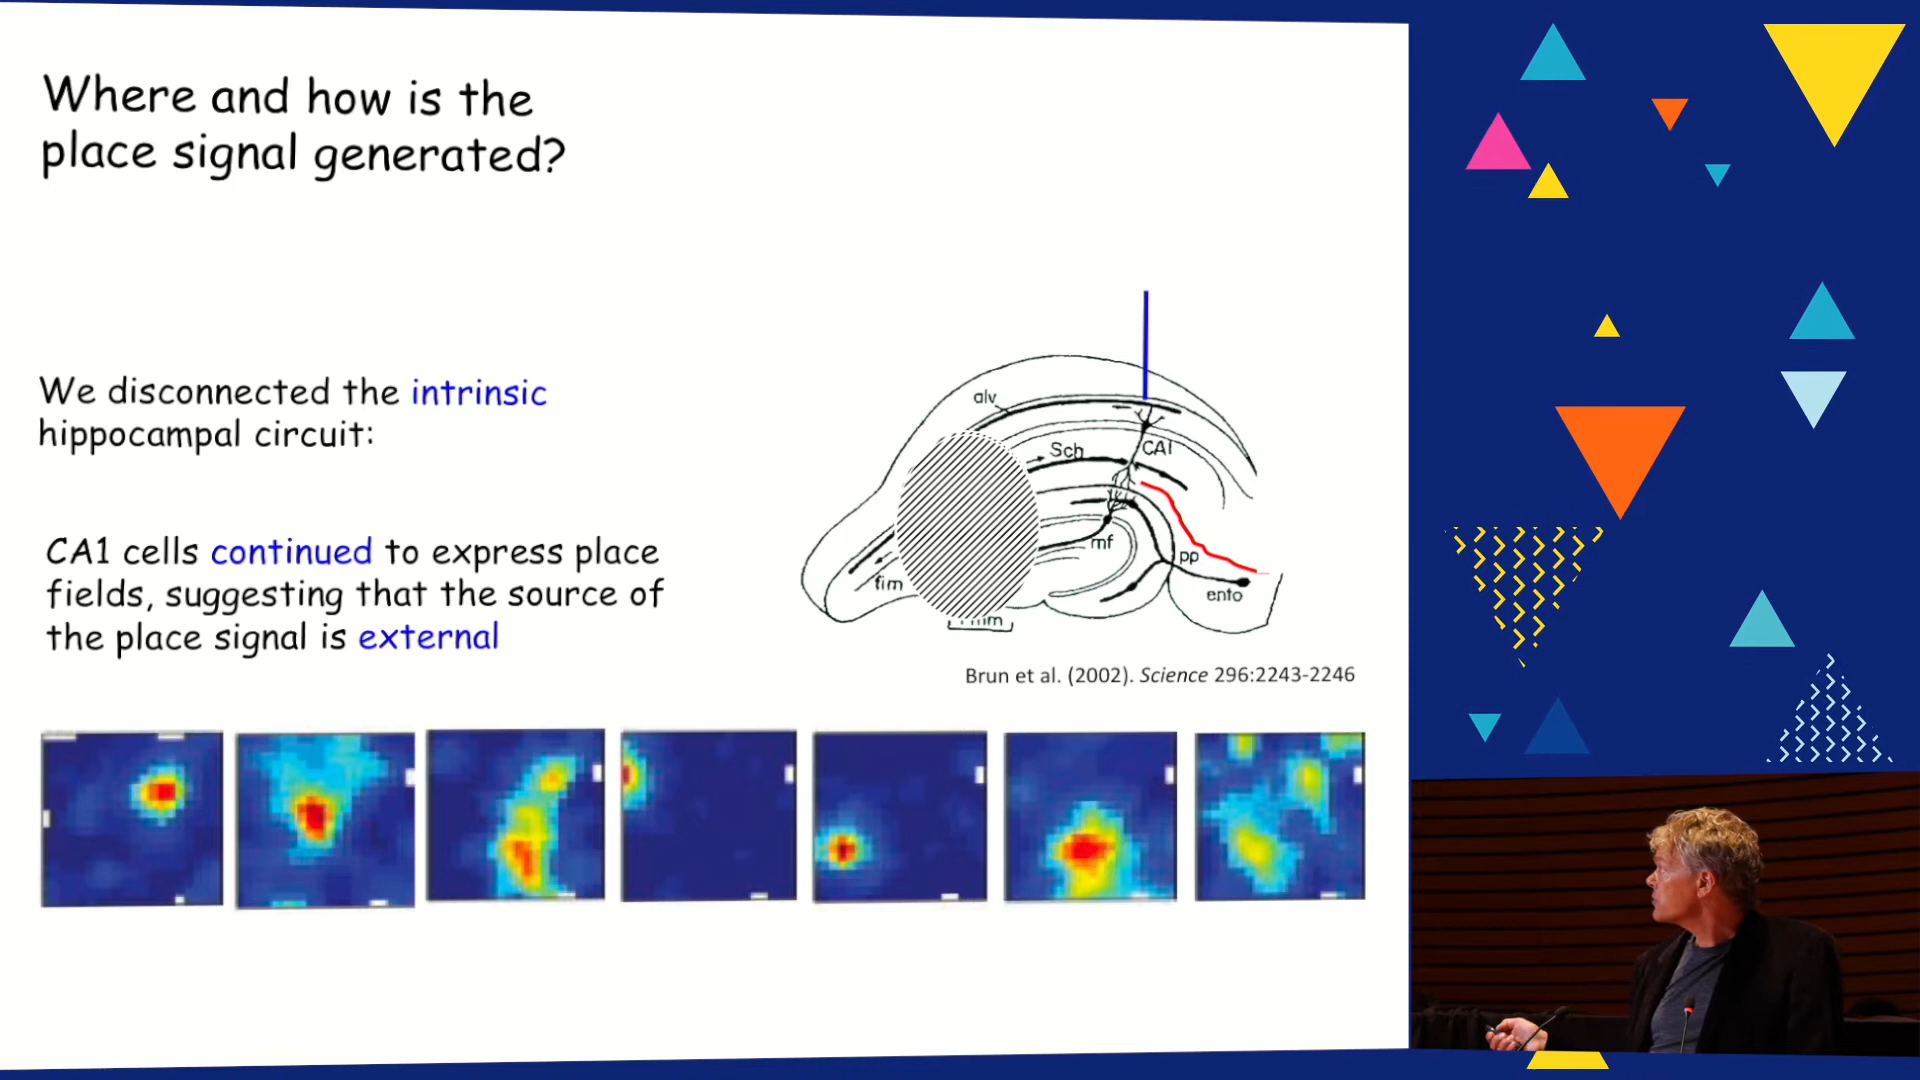 Where and how is the
place signal generated?
We disconnected the intrinsic
hippocampal circuit:
CA1 cells continued to express place
fields, suggesting that the source of
the place signal is external
alv
Sch
CA1
mf
pp
fim
ento
Brun et al. (2002). Science 296:2243-2246